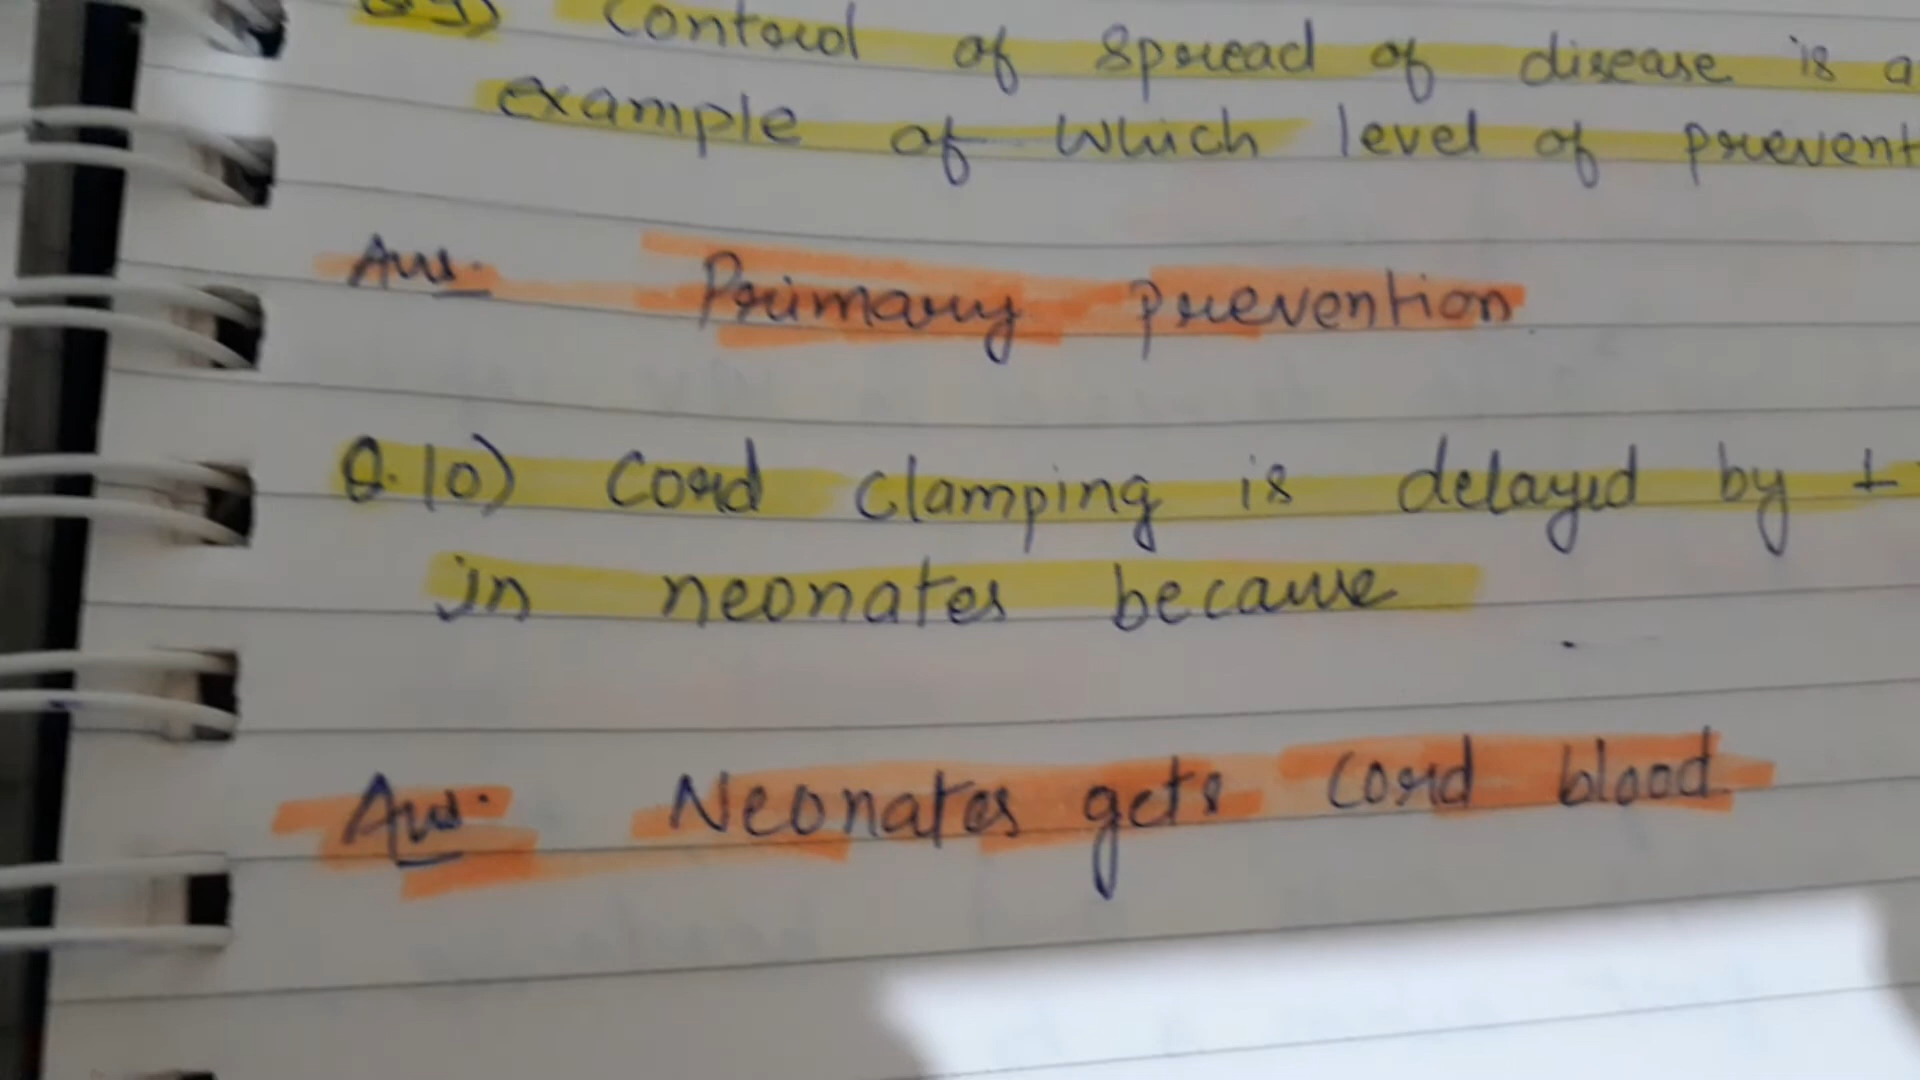 Control of spread of disease is a
example of which level of prevent
Ans. Primary prevention
Q.10) Cord clamping is delayed by 1
in neonates because
Ans. Neonates gets cord blood